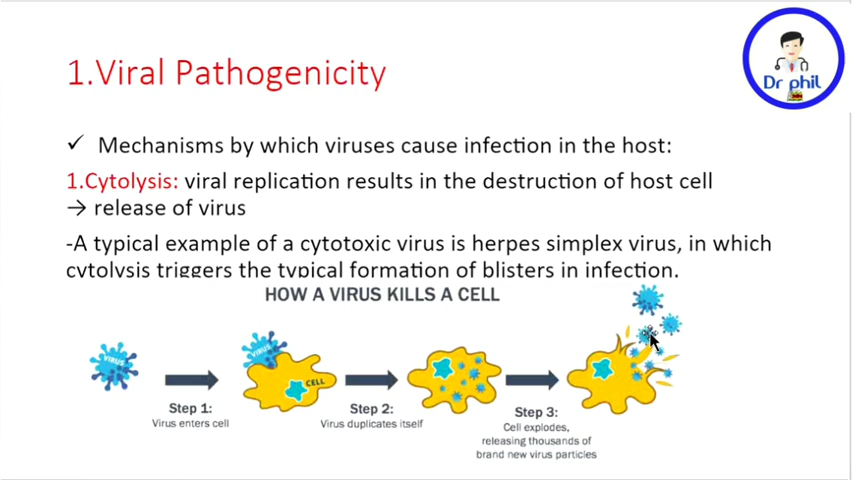 1.Viral Pathogenicity
Dr phil
✓ Mechanisms by which viruses cause infection in the host:
1.Cytolysis: viral replication results in the destruction of host cell
→ release of virus
-A typical example of a cytotoxic virus is herpes simplex virus, in which
cytolysis triggers the typical formation of blisters in infection.
HOW A VIRUS KILLS A CELL
VIRUS
VIRUS
CELL
Step 1:
Virus enters cell
Step 2:
Virus duplicates itself
Step 3:
Cell explodes,
releasing thousands of
brand new virus particles